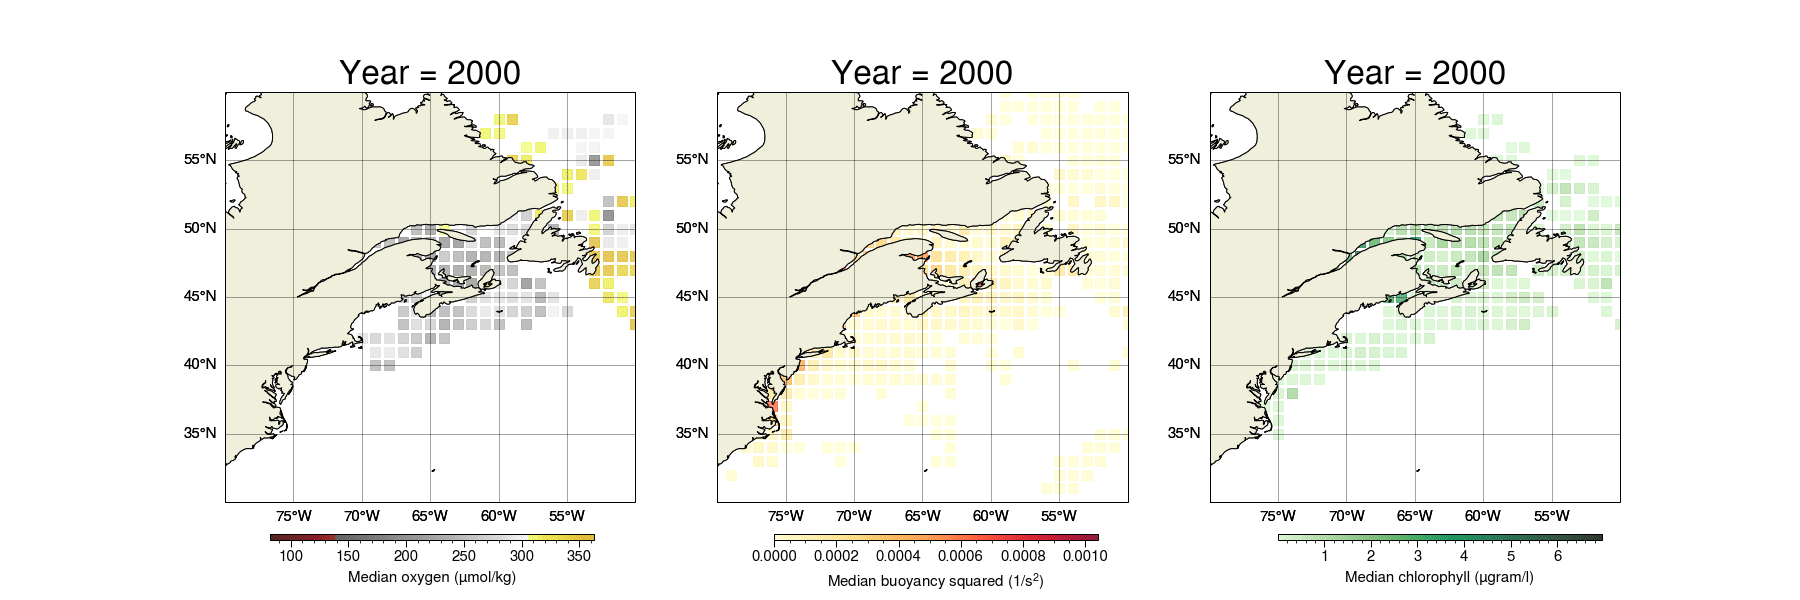 Year = 2000
55°N
50°N
45°N
40°N
35°N
75°W 70°W 65°W 60°W 55°W
100 150 200 250 300 350
Median oxygen (μmol/kg)
Year = 2000
55°N
50°N
45°N
40°N
35°N
75°W 70°W 65°W 60°W 55°W
0.0000 0.0002 0.0004 0.0006 0.0008 0.0010
Median buoyancy squared (1/s²)
Year = 2000
55°N
50°N
45°N
40°N
35°N
75°W 70°W 65°W 60°W 55°W
1 2 3 4 5 6
Median chlorophyll (μgram/l)